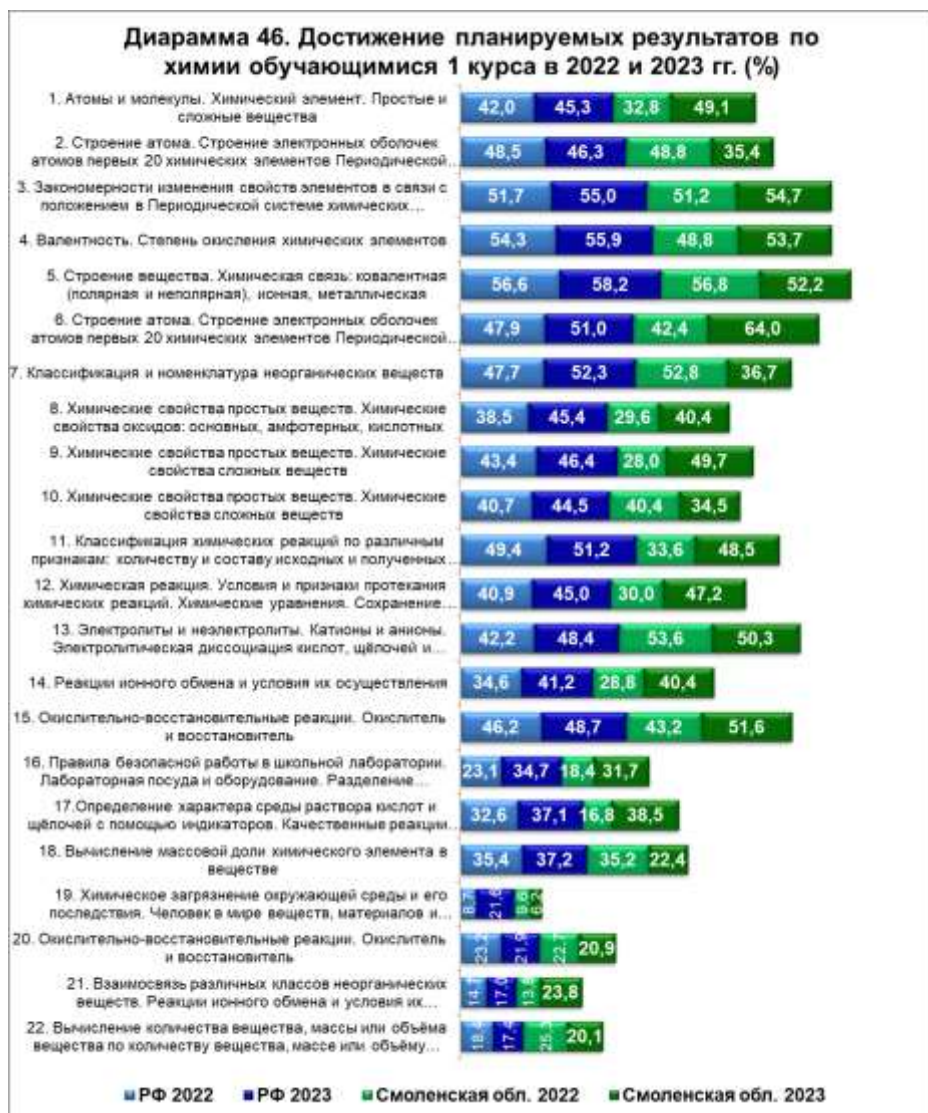 Диарамма 46. Достижение планируемых результатов по
химии обучающимися 1 курса в 2022 и 2023 гг. (%)
1. Атомы и молекулы. Химический элемент. Простые и
сложные вещества
42,0 45,3 32,8 49,1
2. Строение атома. Строение электронных оболочек
атомов первых 20 химических элементов Периодической...
48,5 46,3 48,8 35,4
3. Закономерности изменения свойств элементов в связи с
положением в Периодической системе химических...
51,7 55,0 51,2 54,7
4. Валентность. Степень окисления химических элементов
54,3 55,9 48,8 53,7
5. Строение вещества. Химическая связь: ковалентная
(полярная и неполярная), ионная, металлическая
56,6 58,2 56,8 52,2
6. Строение атома. Строение электронных оболочек
атомов первых 20 химических элементов Периодической...
47,9 51,0 42,4 64,0
7. Классификация и номенклатура неорганических веществ
47,7 52,3 52,8 36,7
8. Химические свойства простых веществ. Химические
свойства оксидов: основных, амфотерных, кислотных
38,5 45,4 29,6 40,4
9. Химические свойства простых веществ. Химические
свойства сложных веществ
43,4 46,4 28,0 49,7
10. Химические свойства простых веществ. Химические
свойства сложных веществ
40,7 44,5 40,4 34,5
11. Классификация химических реакций по различным
признакам: количеству и составу исходных и полученных...
49,4 51,2 33,6 48,5
12. Химическая реакция. Условия и признаки протекания
химических реакций. Химические уравнения. Сохранение...
40,9 45,0 30,0 47,2
13. Электролиты и неэлектролиты. Катионы и анионы.
Электролитическая диссоциация кислот, щёлочей и...
42,2 48,4 53,6 50,3
14. Реакции ионного обмена и условия их осуществления
34,6 41,2 28,8 40,4
15. Окислительно-восстановительные реакции. Окислитель
и восстановитель
46,2 48,7 43,2 51,6
16. Правила безопасной работы в школьной лаборатории.
Лабораторная посуда и оборудование. Разделение...
23,1 34,7 18,4 31,7
17.Определение характера среды раствора кислот и
щёлочей с помощью индикаторов. Качественные реакции...
32,6 37,1 16,8 38,5
18. Вычисление массовой доли химического элемента в
веществе
35,4 37,2 35,2 22,4
19. Химическое загрязнение окружающей среды и его
последствия. Человек в мире веществ, материалов и...
8,7 21,6 9,6 6,2
20. Окислительно-восстановительные реакции. Окислитель
и восстановитель
21,9 20,9
21. Взаимосвязь различных классов неорганических
веществ. Реакции ионного обмена и условия их...
17,0 23,8
22. Вычисление количества вещества, массы или объёма
вещества по количеству вещества, массе или объёму...
20,1
РФ 2022 РФ 2023 Смоленская обл. 2022 Смоленская обл. 2023